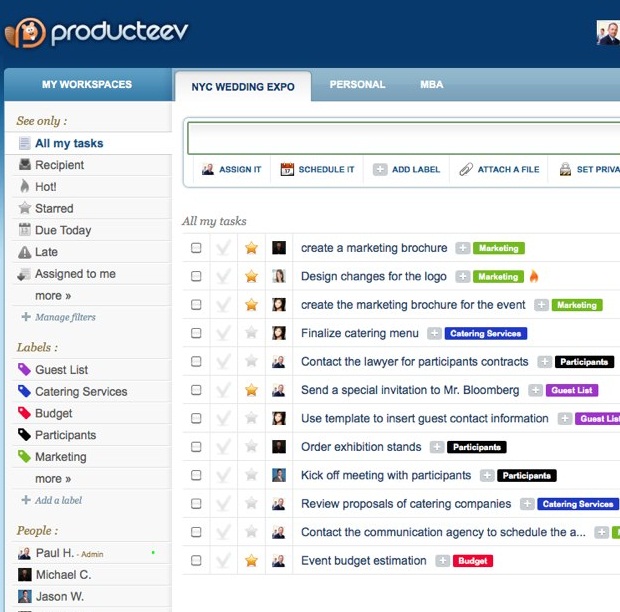 producteev
MY WORKSPACES
NYC WEDDING EXPO
PERSONAL
MBA
See only :
All my tasks
Recipient
Hot!
Starred
Due Today
Late
Assigned to me
more »
Manage filters
Labels :
Guest List
Catering Services
Budget
Participants
Marketing
more »
Add a label
People :
Paul H. - Admin
Michael C.
Jason W.
ASSIGN IT
37 SCHEDULE IT
ADD LABEL
ATTACH A FILE
SET PRIVA
All my tasks
create a marketing brochure Marketing
Design changes for the logo Marketing
create the marketing brochure for the event Marketing
Finalize catering menu Catering Services
Contact the lawyer for participants contracts Participants
Send a special invitation to Mr. Bloomberg Guest List
Use template to insert guest contact information Guest List
Order exhibition stands Participants
Kick off meeting with participants Participants
Review proposals of catering companies Catering Services
Contact the communication agency to schedule the a...
Event budget estimation Budget